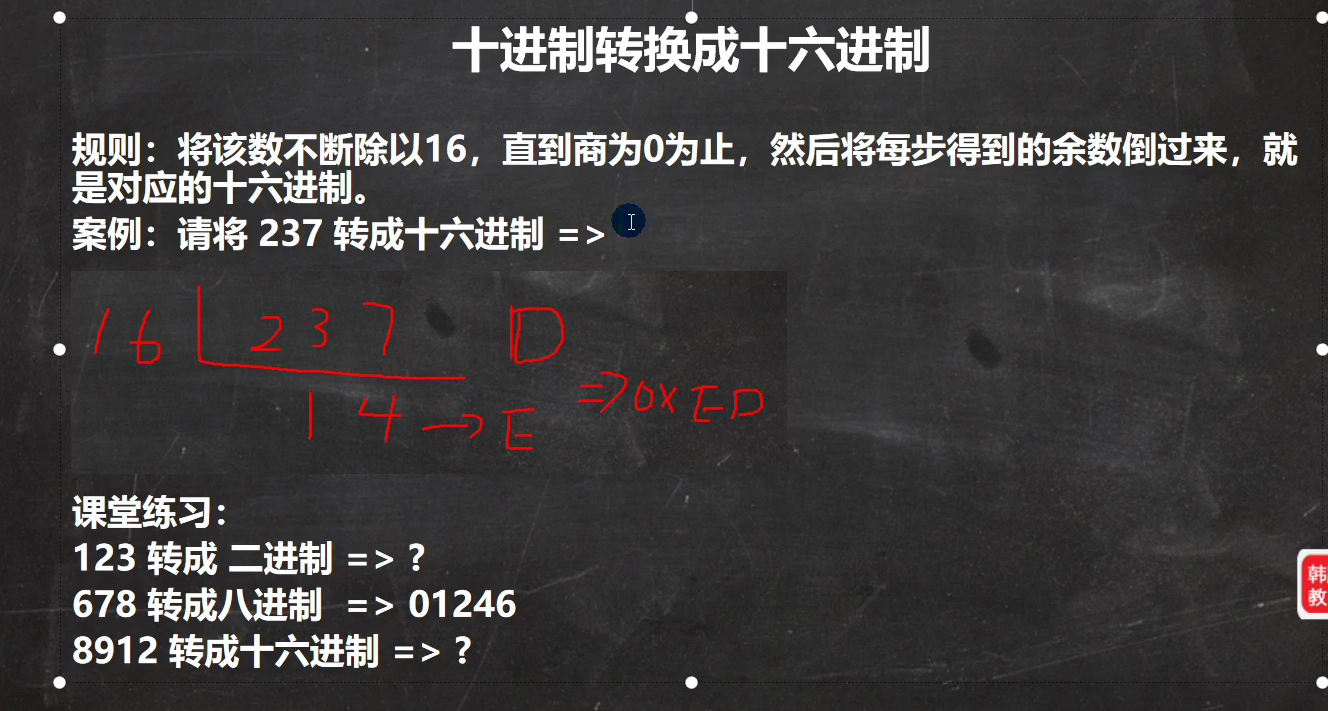 十进制转换成十六进制
规则：将该数不断除以16，直到商为0为止，然后将每步得到的余数倒过来，就
是对应的十六进制。
案例：请将 237 转成十六进制 =>
16 237 D
14 → E => 0x ED
课堂练习：
123 转成 二进制 => ?
678 转成八进制 => 01246
8912 转成十六进制 => ?
教